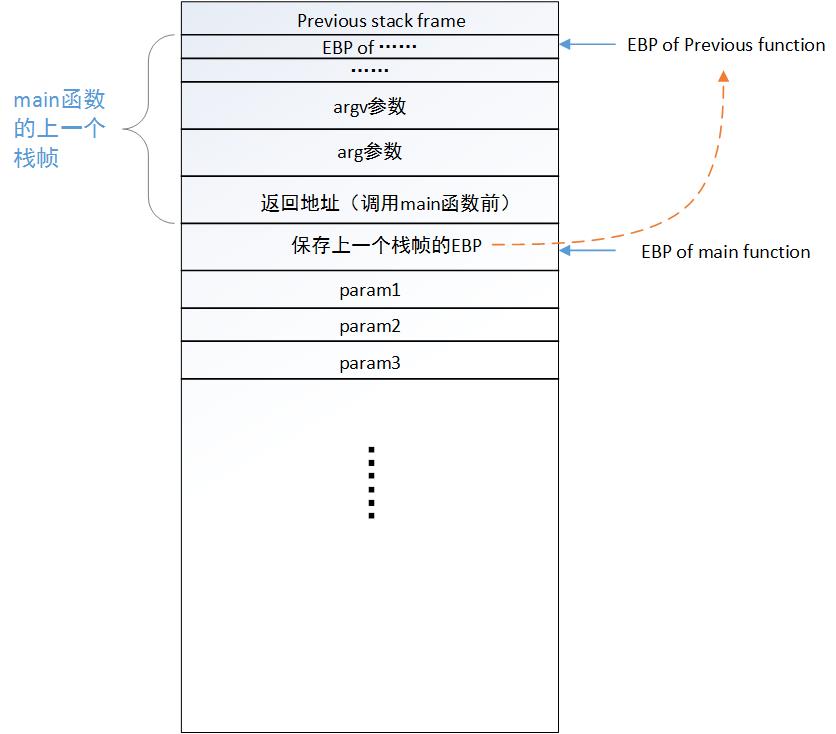 Previous stack frame
EBP of ······
EBP of Previous function
······
main函数
的上一个
栈帧
argv参数
arg参数
返回地址（调用main函数前）
保存上一个栈帧的EBP
EBP of main function
param1
param2
param3